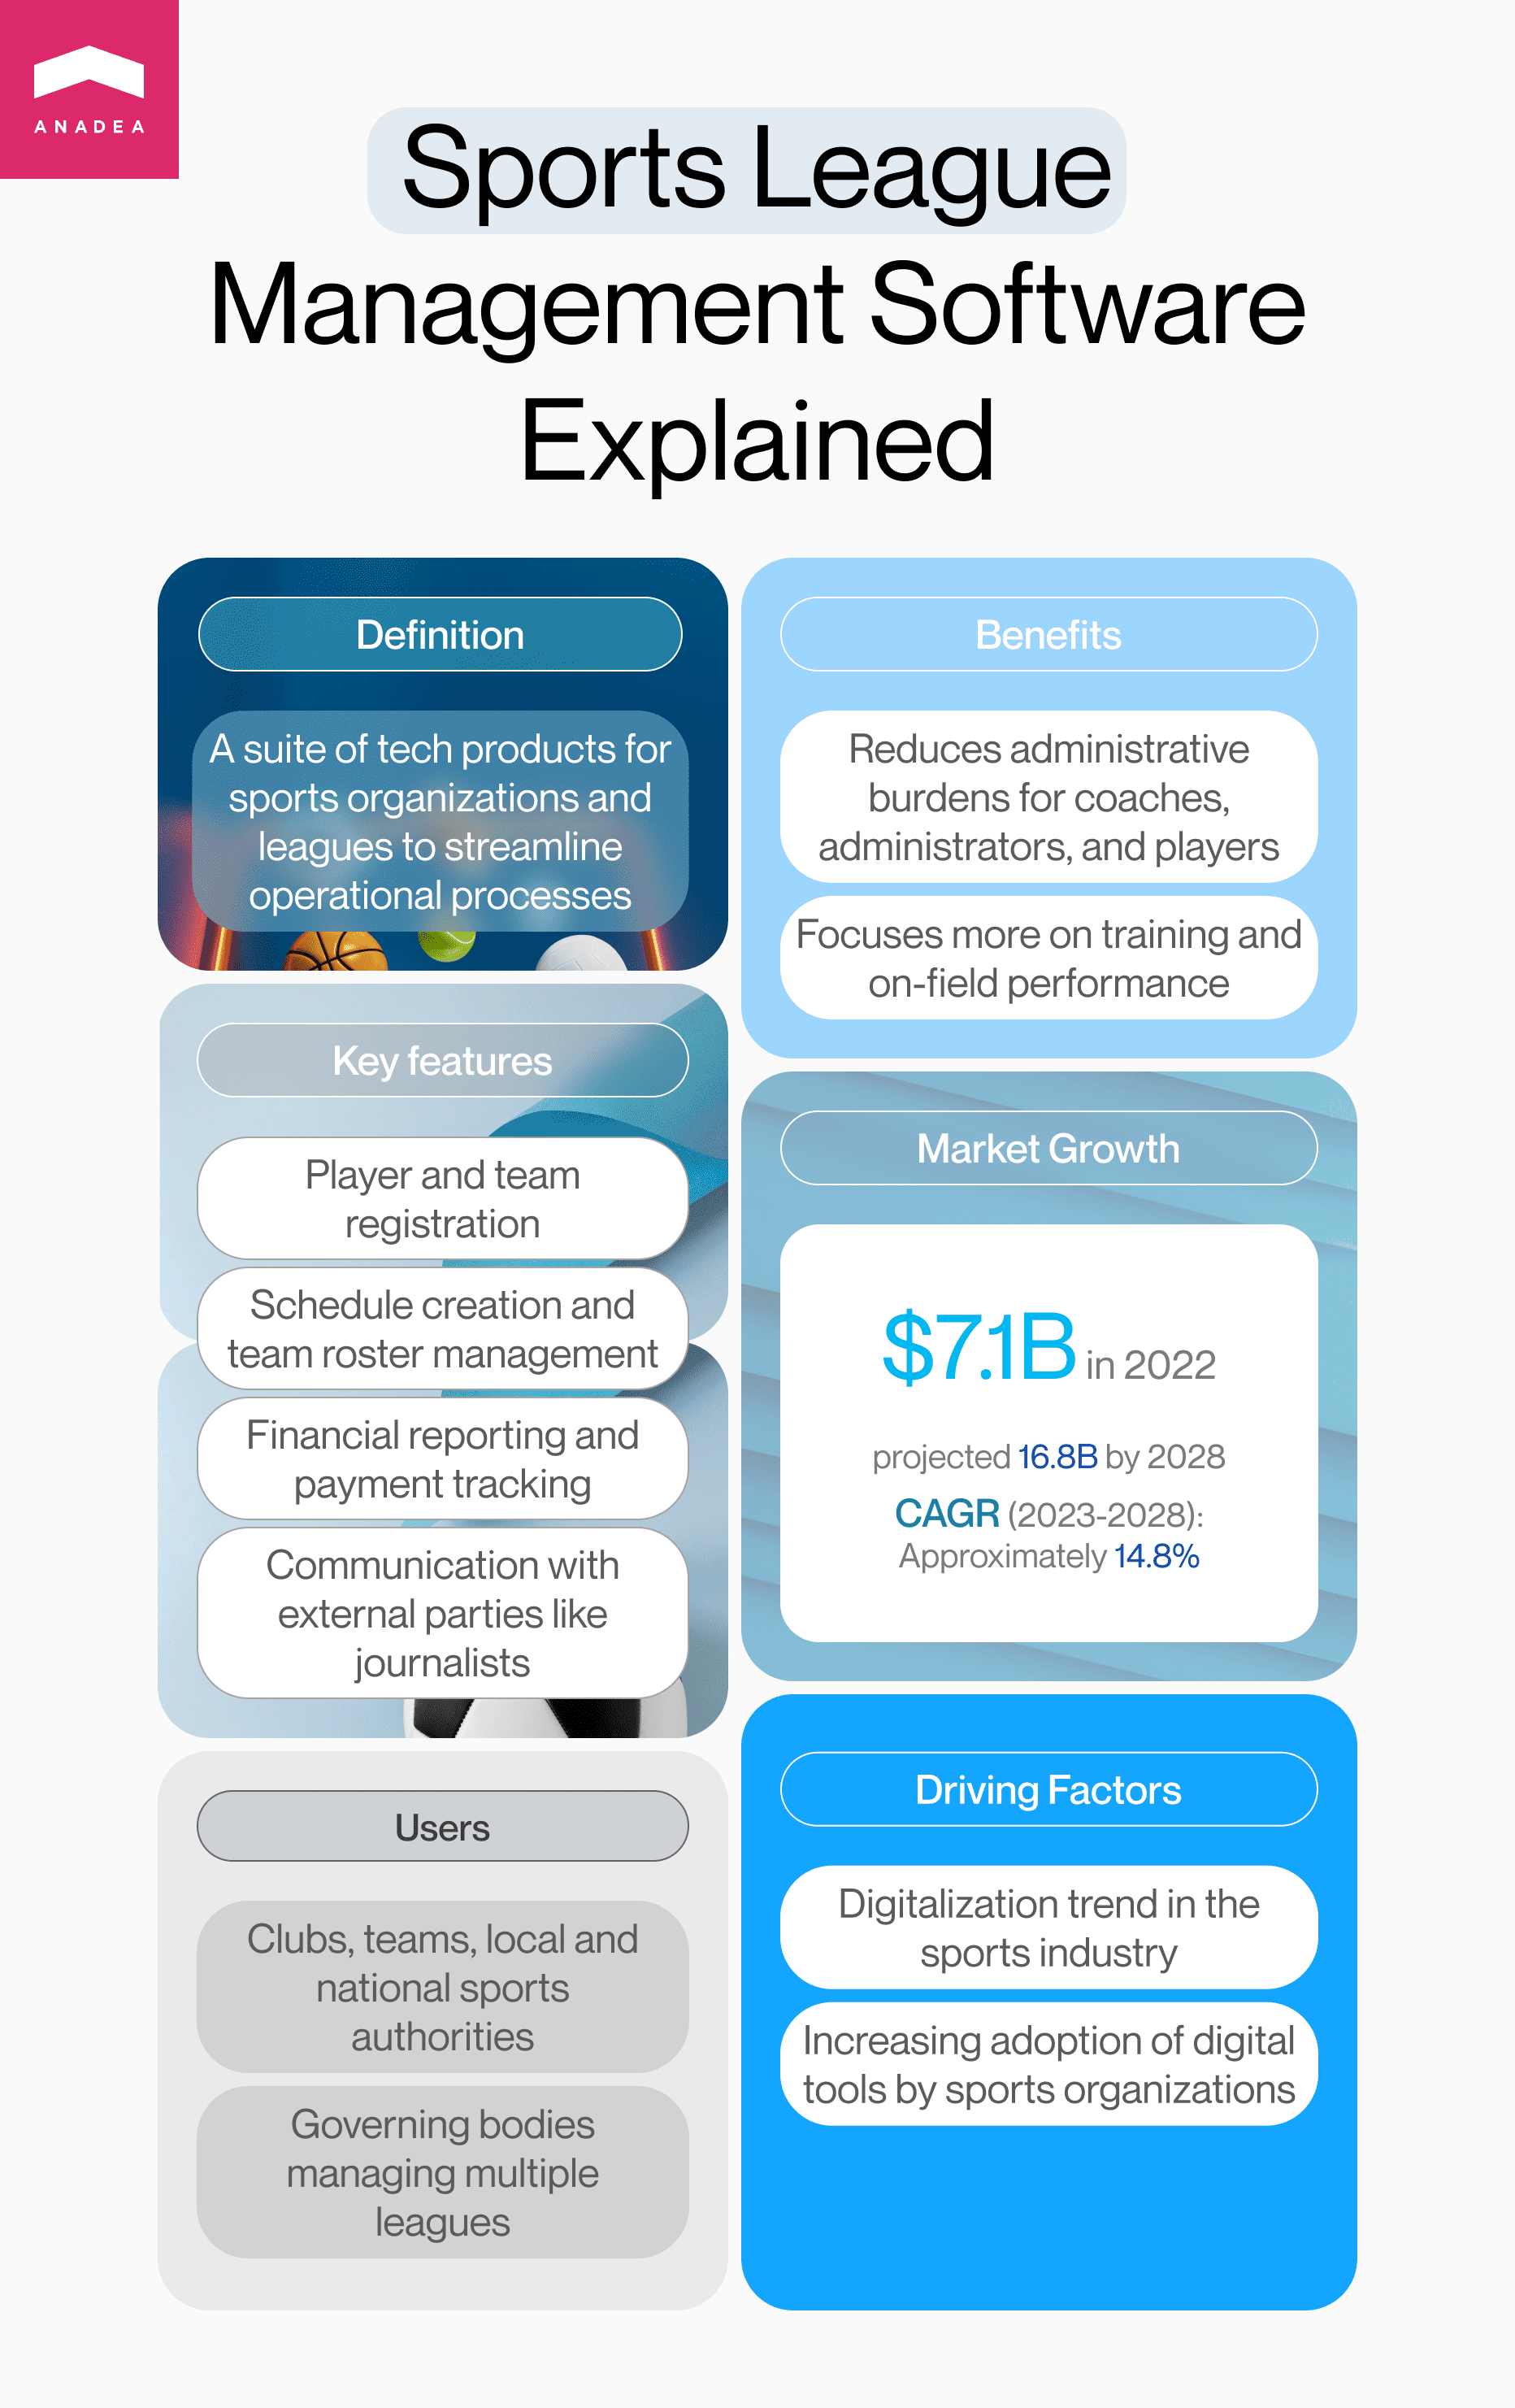 ANADEA
Sports League
Management Software
Explained
Definition
A suite of tech products for
sports organizations and
leagues to streamline
operational processes
Key features
Player and team
registration
Schedule creation and
team roster management
Financial reporting and
payment tracking
Communication with
external parties like
journalists
Users
Clubs, teams, local and
national sports
authorities
Governing bodies
managing multiple
leagues
Benefits
Reduces administrative
burdens for coaches,
administrators, and players
Focuses more on training and
on-field performance
Market Growth
$7.1B in 2022
projected 16.8B by 2028
CAGR (2023-2028):
Approximately 14.8%
Driving Factors
Digitalization trend in the
sports industry
Increasing adoption of digital
tools by sports organizations